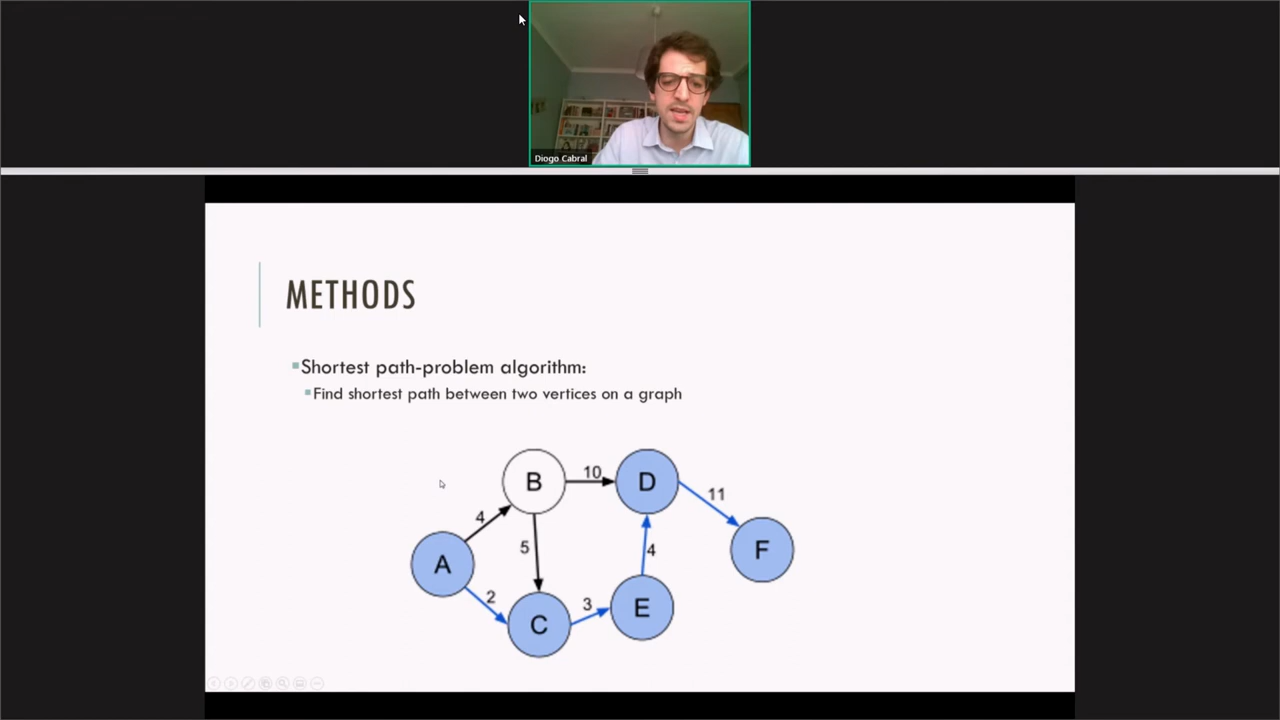 Diogo Cabral
METHODS
Shortest path-problem algorithm:
Find shortest path between two vertices on a graph
B
10
D
11
4
5
4
F
A
2
3
E
C